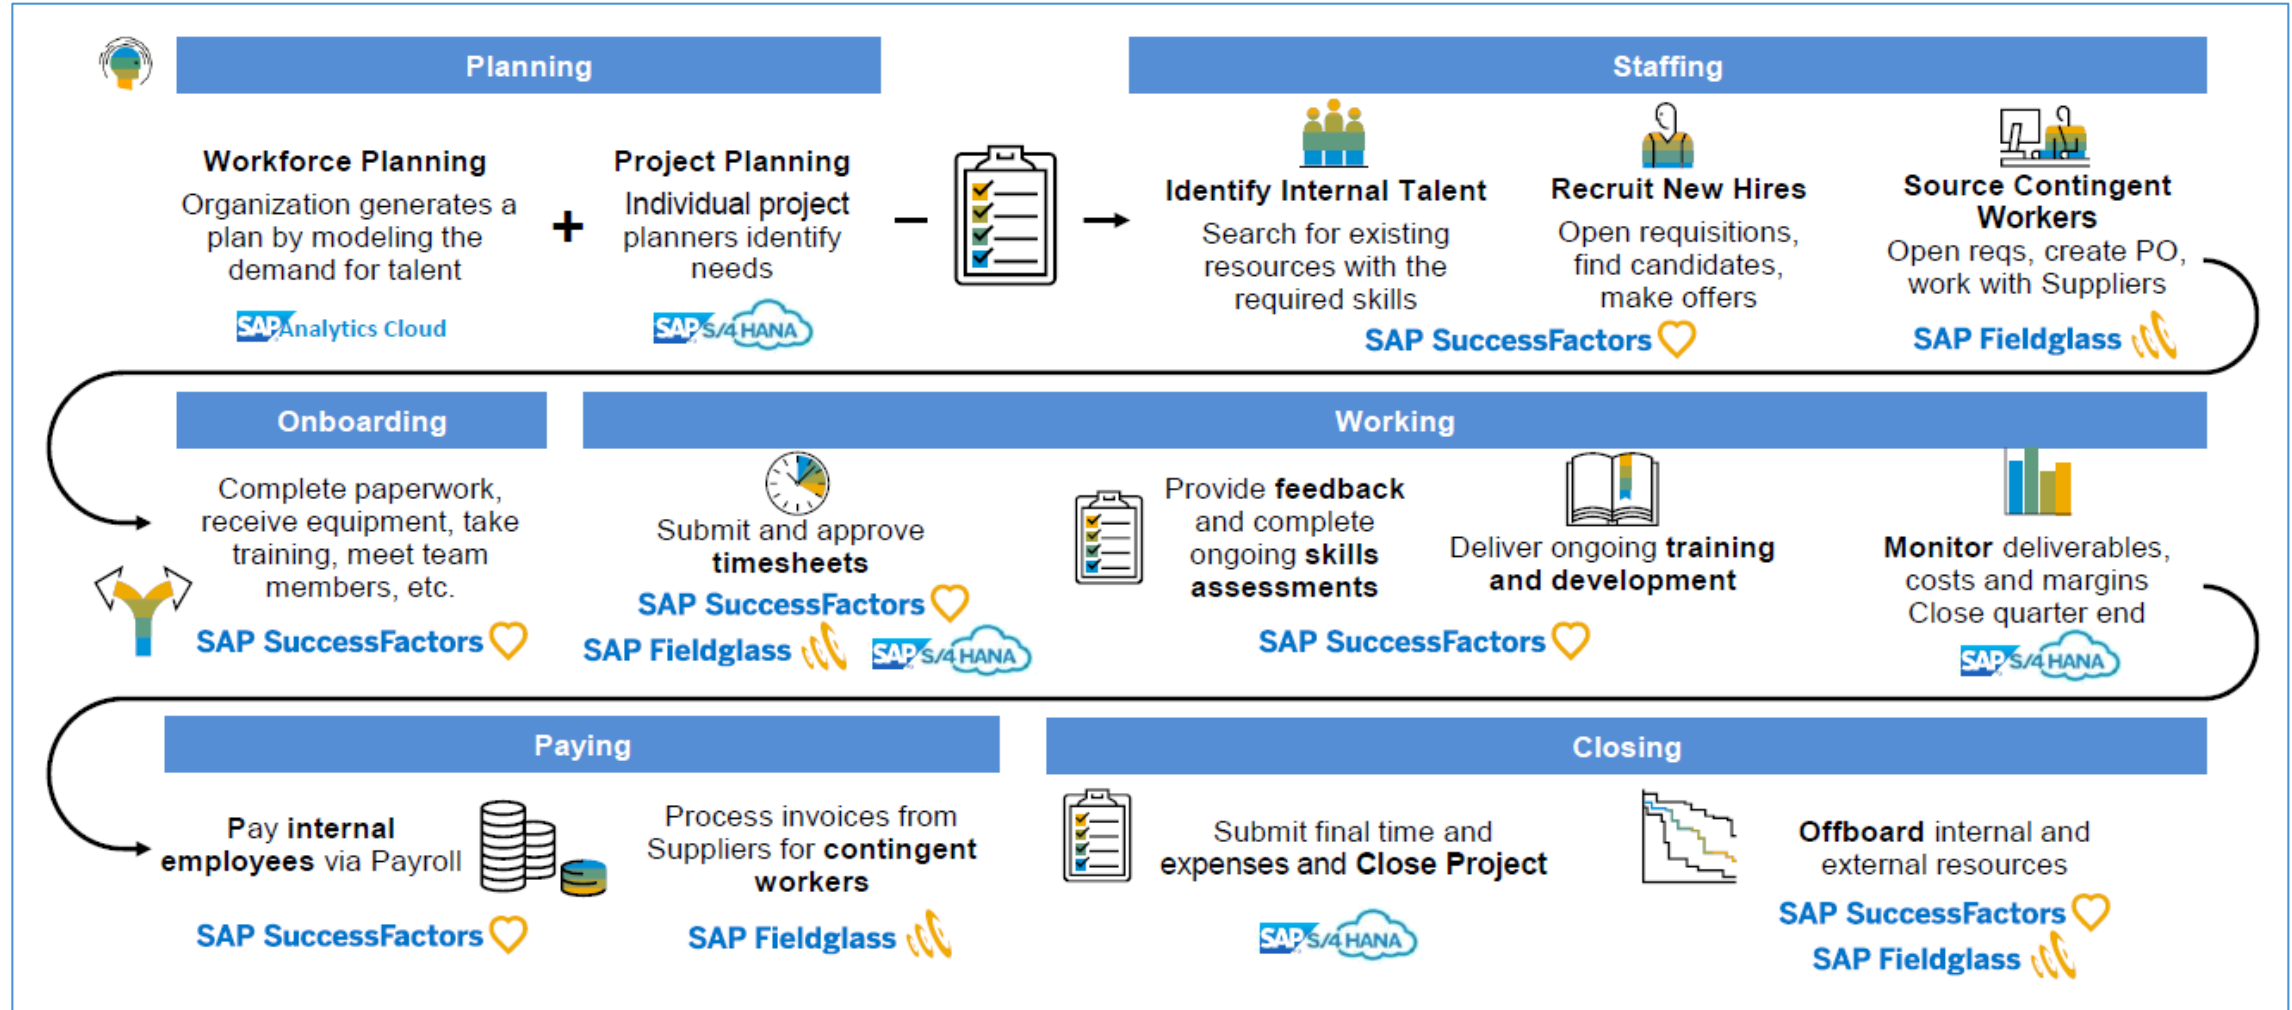 Planning
Staffing
Workforce Planning
Organization generates a
plan by modeling the
demand for talent
SAP Analytics Cloud
+
Project Planning
Individual project
planners identify
needs
SAP S/4HANA
Identify Internal Talent
Search for existing
resources with the
required skills
Recruit New Hires
Open requisitions,
find candidates,
make offers
SAP SuccessFactors
Source Contingent
Workers
Open reqs, create PO,
work with Suppliers
SAP Fieldglass
Onboarding
Working
Complete paperwork,
receive equipment, take
training, meet team
members, etc.
SAP SuccessFactors
Submit and approve
timesheets
SAP SuccessFactors
SAP Fieldglass
SAP S/4HANA
Provide feedback
and complete
ongoing skills
assessments
Deliver ongoing training
and development
SAP SuccessFactors
Monitor deliverables,
costs and margins
Close quarter end
SAP S/4HANA
Paying
Closing
Pay internal
employees via Payroll
SAP SuccessFactors
Process invoices from
Suppliers for contingent
workers
SAP Fieldglass
Submit final time and
expenses and Close Project
SAP S/4HANA
Offboard internal and
external resources
SAP SuccessFactors
SAP Fieldglass